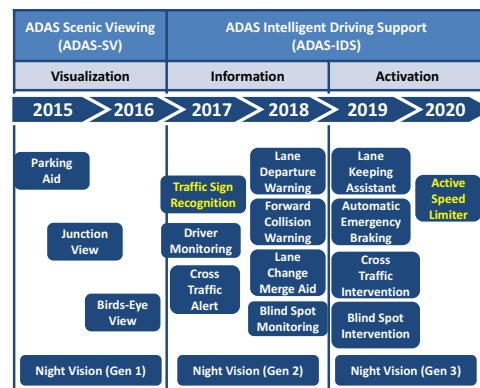 ADAS Scenic Viewing
(ADAS-SV)
ADAS Intelligent Driving Support
(ADAS-IDS)
Visualization
Information
Activation
2015
2016
2017
2018
2019
2020
Parking
Aid
Junction
View
Birds-Eye
View
Traffic Sign
Recognition
Driver
Monitoring
Cross
Traffic
Alert
Lane
Departure
Warning
Forward
Collision
Warning
Lane
Change
Merge Aid
Blind Spot
Monitoring
Lane
Keeping
Assistant
Automatic
Emergency
Braking
Cross
Traffic
Intervention
Blind Spot
Intervention
Active
Speed
Limiter
Night Vision (Gen 1)
Night Vision (Gen 2)
Night Vision (Gen 3)